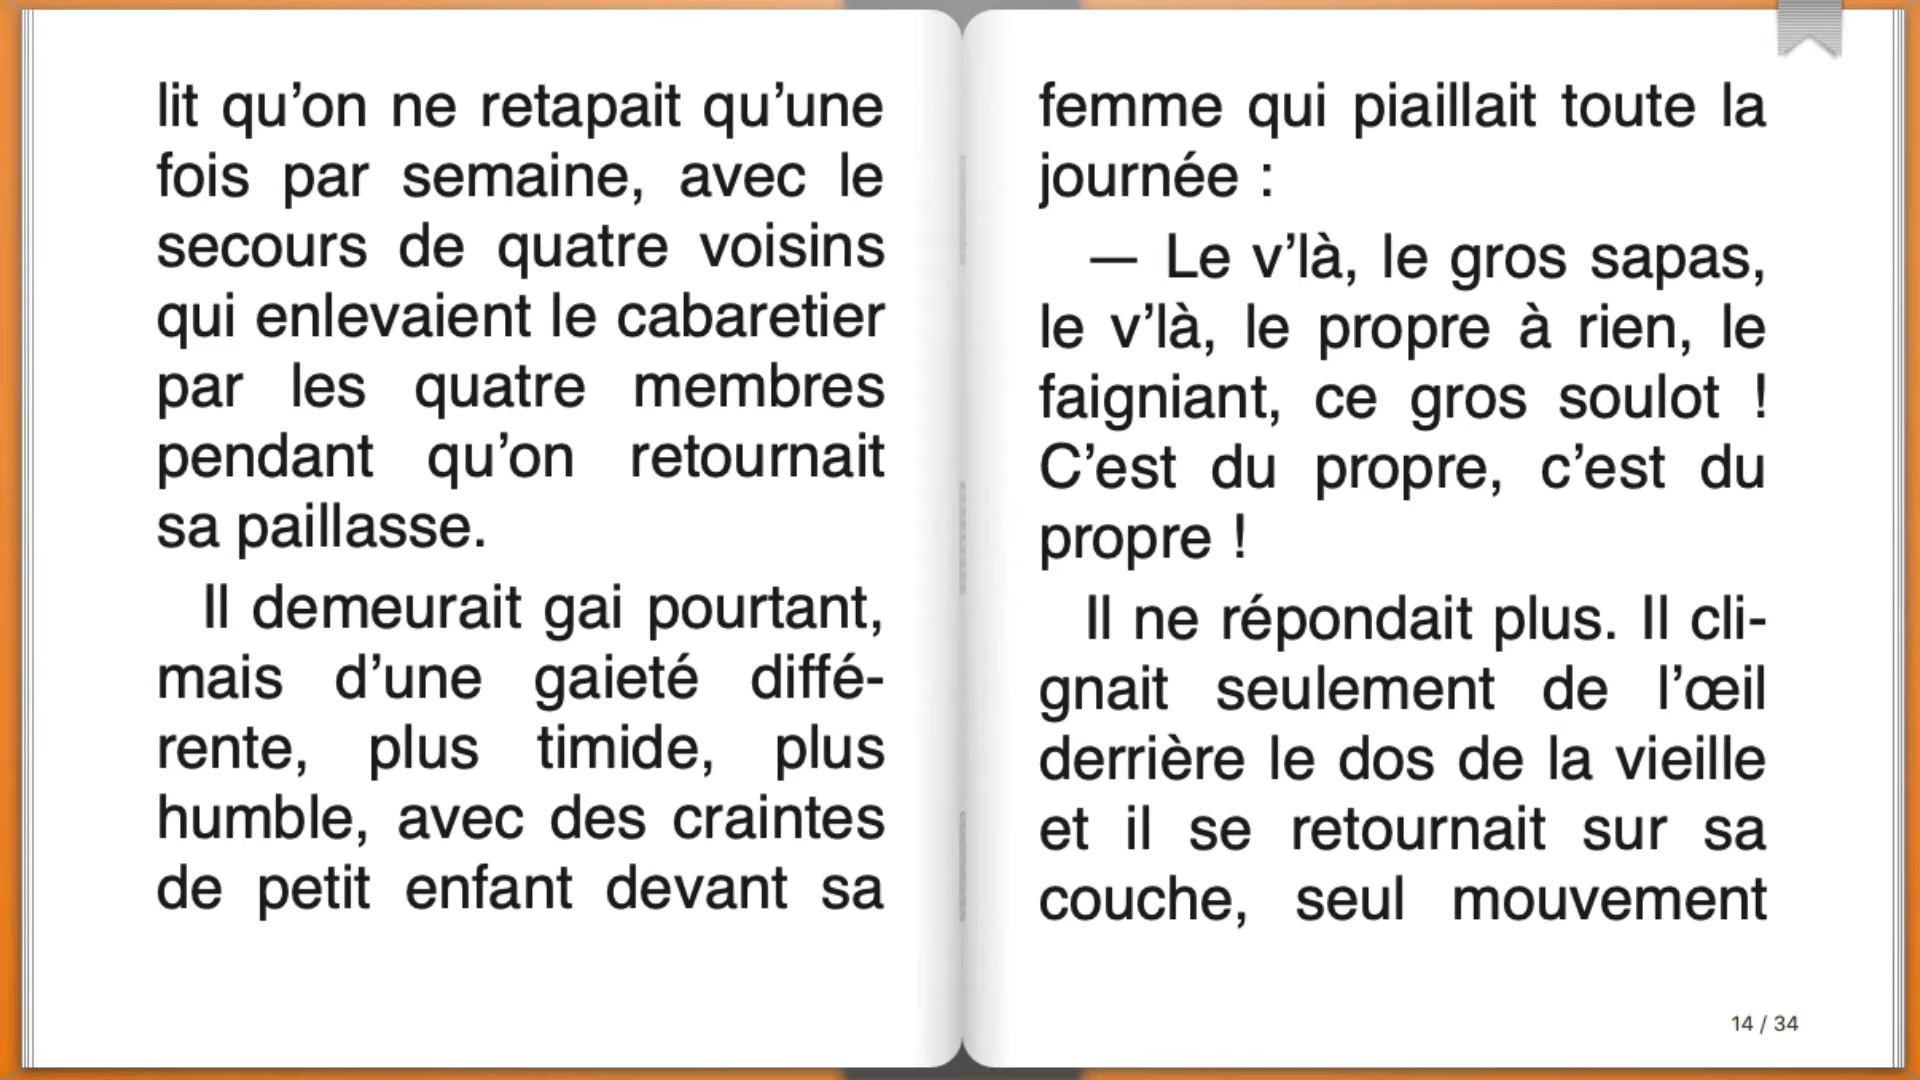 lit qu’on ne retapait qu’une
fois par semaine, avec le
secours de quatre voisins
qui enlevaient le cabaretier
par les quatre membres
pendant qu’on retournait
sa paillasse.
Il demeurait gai pourtant,
mais d’une gaieté diffé-
rente, plus timide, plus
humble, avec des craintes
de petit enfant devant sa
femme qui piaillait toute la
journée :
— Le v’là, le gros sapas,
le v’là, le propre à rien, le
faigniant, ce gros soulot !
C’est du propre, c’est du
propre !
Il ne répondait plus. Il cli-
gnait seulement de l’œil
derrière le dos de la vieille
et il se retournait sur sa
couche, seul mouvement
14 / 34